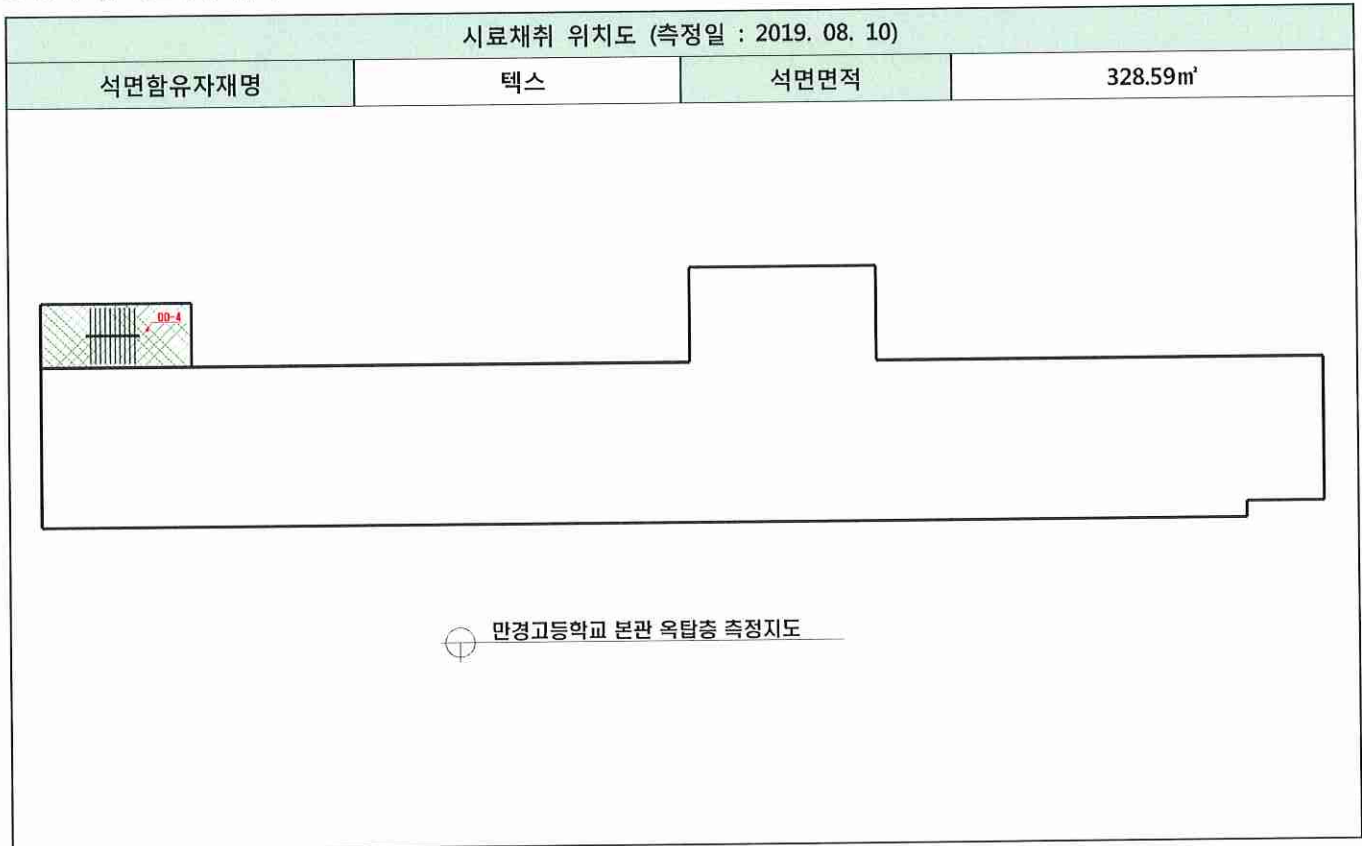 시료채취 위치도 (측정일 : 2019. 08. 10)
석면함유자재명 텍스 석면면적 328.59㎡
만경고등학교 본관 옥탑층 측정지도